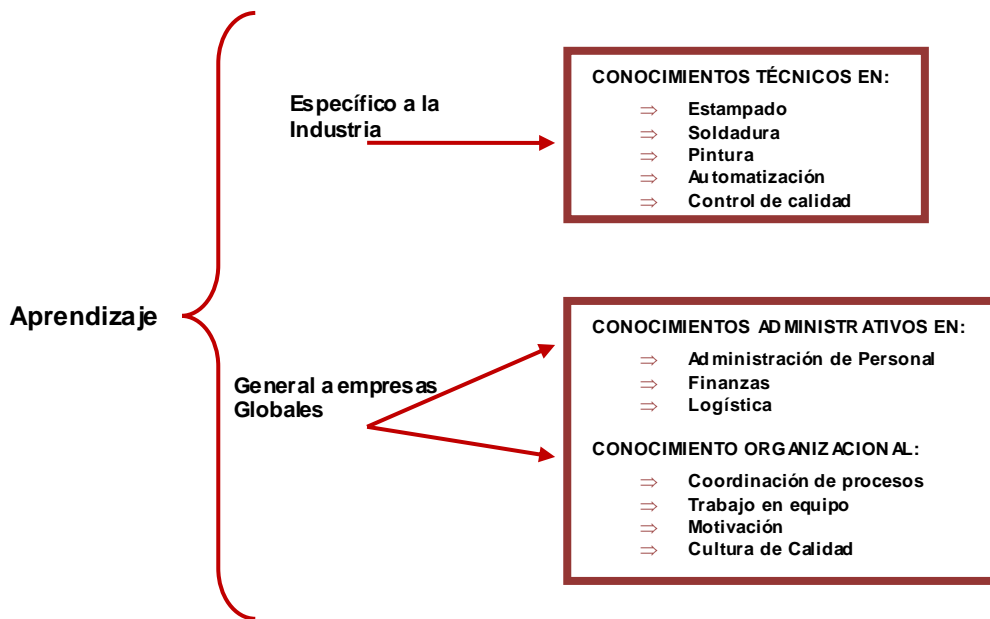 Aprendizaje
Específico a la
Industria
CONOCIMIENTOS TÉCNICOS EN:
⇒ Estampado
⇒ Soldadura
⇒ Pintura
⇒ Automatización
⇒ Control de calidad
General a empresas
Globales
CONOCIMIENTOS ADMINISTRATIVOS EN:
⇒ Administración de Personal
⇒ Finanzas
⇒ Logística
CONOCIMIENTO ORGANIZACIONAL:
⇒ Coordinación de procesos
⇒ Trabajo en equipo
⇒ Motivación
⇒ Cultura de Calidad